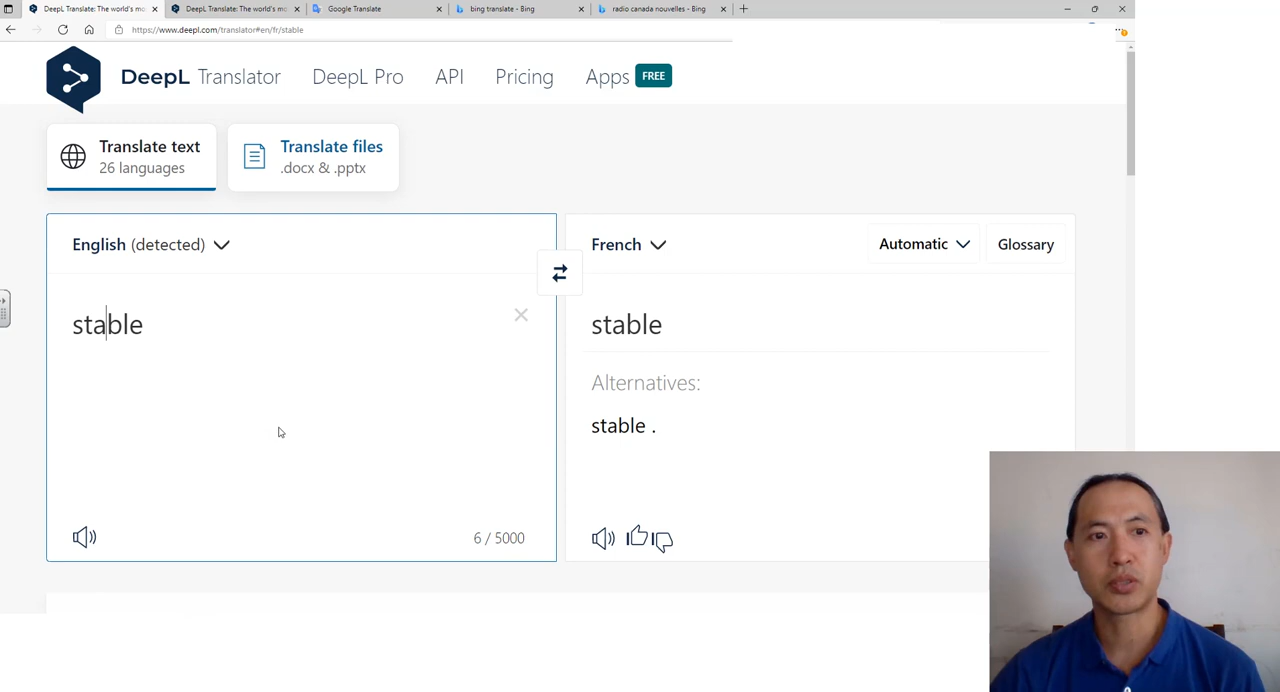 DeepL Translate: The world's mo
DeepL Translate: The world's mo
Google Translate
bing translate - Bing
radio canada nouvelles - Bing
https://www.deepl.com/translator#en/fr/stable
DeepL Translator
DeepL Pro
API
Pricing
Apps FREE
Translate text
26 languages
Translate files
.docx & .pptx
English (detected)
French
Automatic
Glossary
stable
stable
Alternatives:
stable .
6 / 5000